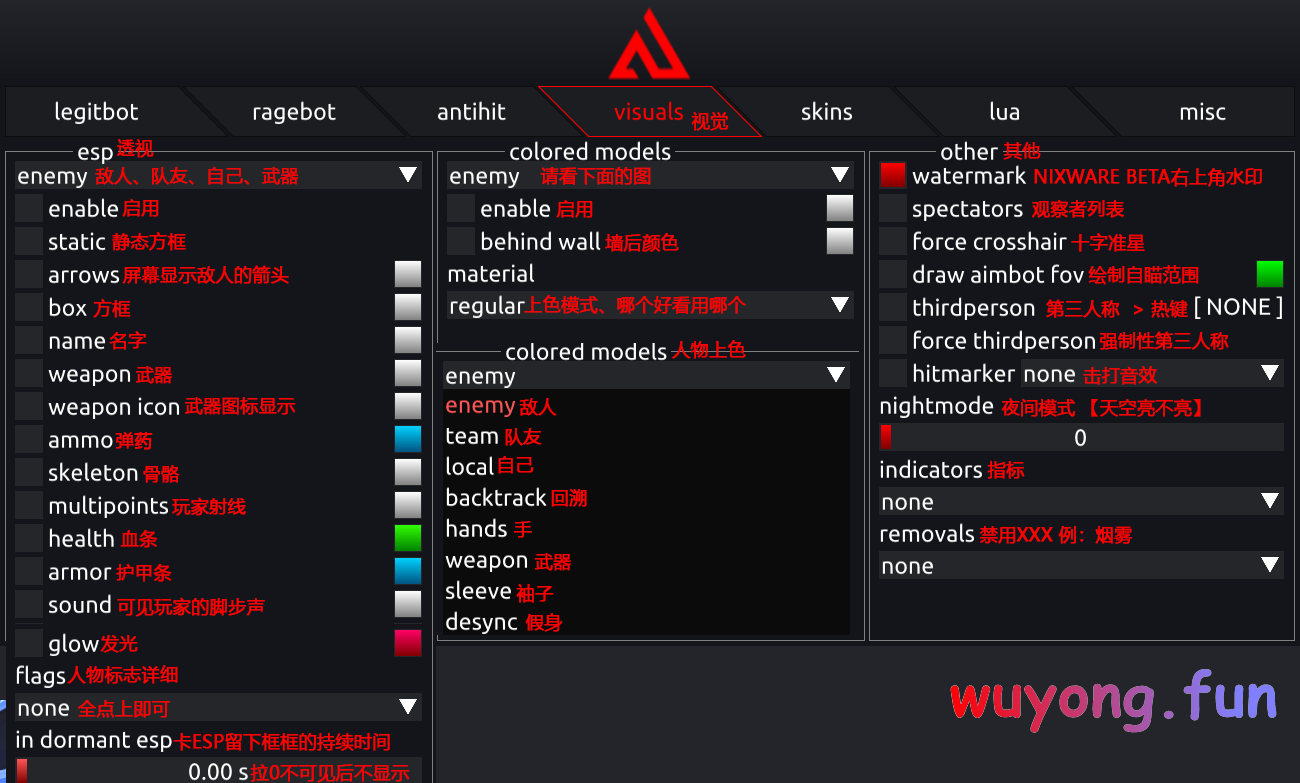 legitbot ragebot antihit visuals 视觉 skins lua misc
esp 透视
enemy 敌人、队友、自己、武器
enable 启用
static 静态方框
arrows 屏幕显示敌人的箭头
box 方框
name 名字
weapon 武器
weapon icon 武器图标显示
ammo 弹药
skeleton 骨骼
multipoints 玩家射线
health 血条
armor 护甲条
sound 可见玩家的脚步声
glow 发光
flags 人物标志详细
none 全点上即可
in dormant esp 卡ESP留下框框的持续时间
0.00 s 拉0不可见后不显示
colored models
enemy 请看下面的图
enable 启用
behind wall 墙后颜色
material
regular 上色模式、哪个好看用哪个
colored models 人物上色
enemy
enemy 敌人
team 队友
local 自己
backtrack 回溯
hands 手
weapon 武器
sleeve 袖子
desync 假身
other 其他
watermark NIXWARE BETA右上角水印
spectators 观察者列表
force crosshair 十字准星
draw aimbot fov 绘制自瞄范围
thirdperson 第三人称 > 热键 [ NONE ]
force thirdperson 强制性第三人称
hitmarker none 击打音效
nightmode 夜间模式 【天空亮不亮】
0
indicators 指标
none
removals 禁用XXX 例：烟雾
none
wuyong.fun